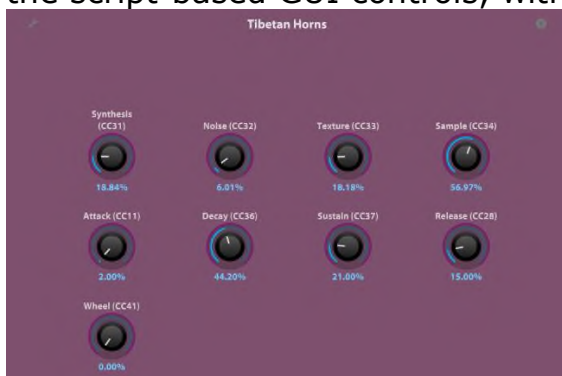 the script-based GUI controls, with
Tibetan Horns
Synthesis
(CC31)
Noise (CC32)
Texture (CC33)
Sample (CC34)
18.84%
6.01%
18.18%
56.97%
Attack (CC11)
Decay (CC36)
Sustain (CC37)
Release (CC28)
2.00%
44.20%
21.00%
15.00%
Wheel (CC41)
0.00%